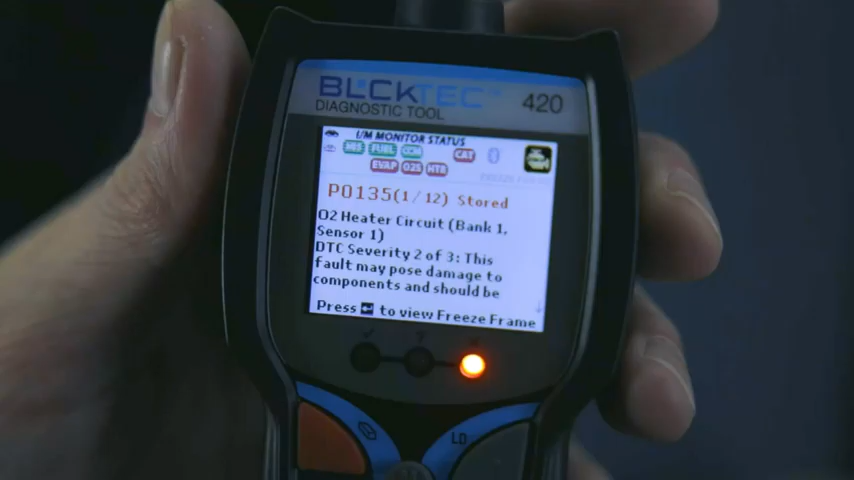 BLCKTEC
DIAGNOSTIC TOOL
420
I/M MONITOR STATUS
MIS FUEL CCM CAT
EVAP O2S HTR
P0135(1/12) Stored
O2 Heater Circuit (Bank 1,
Sensor 1)
DTC Severity 2 of 3: This
fault may pose damage to
components and should be
Press to view Freeze Frame
LD